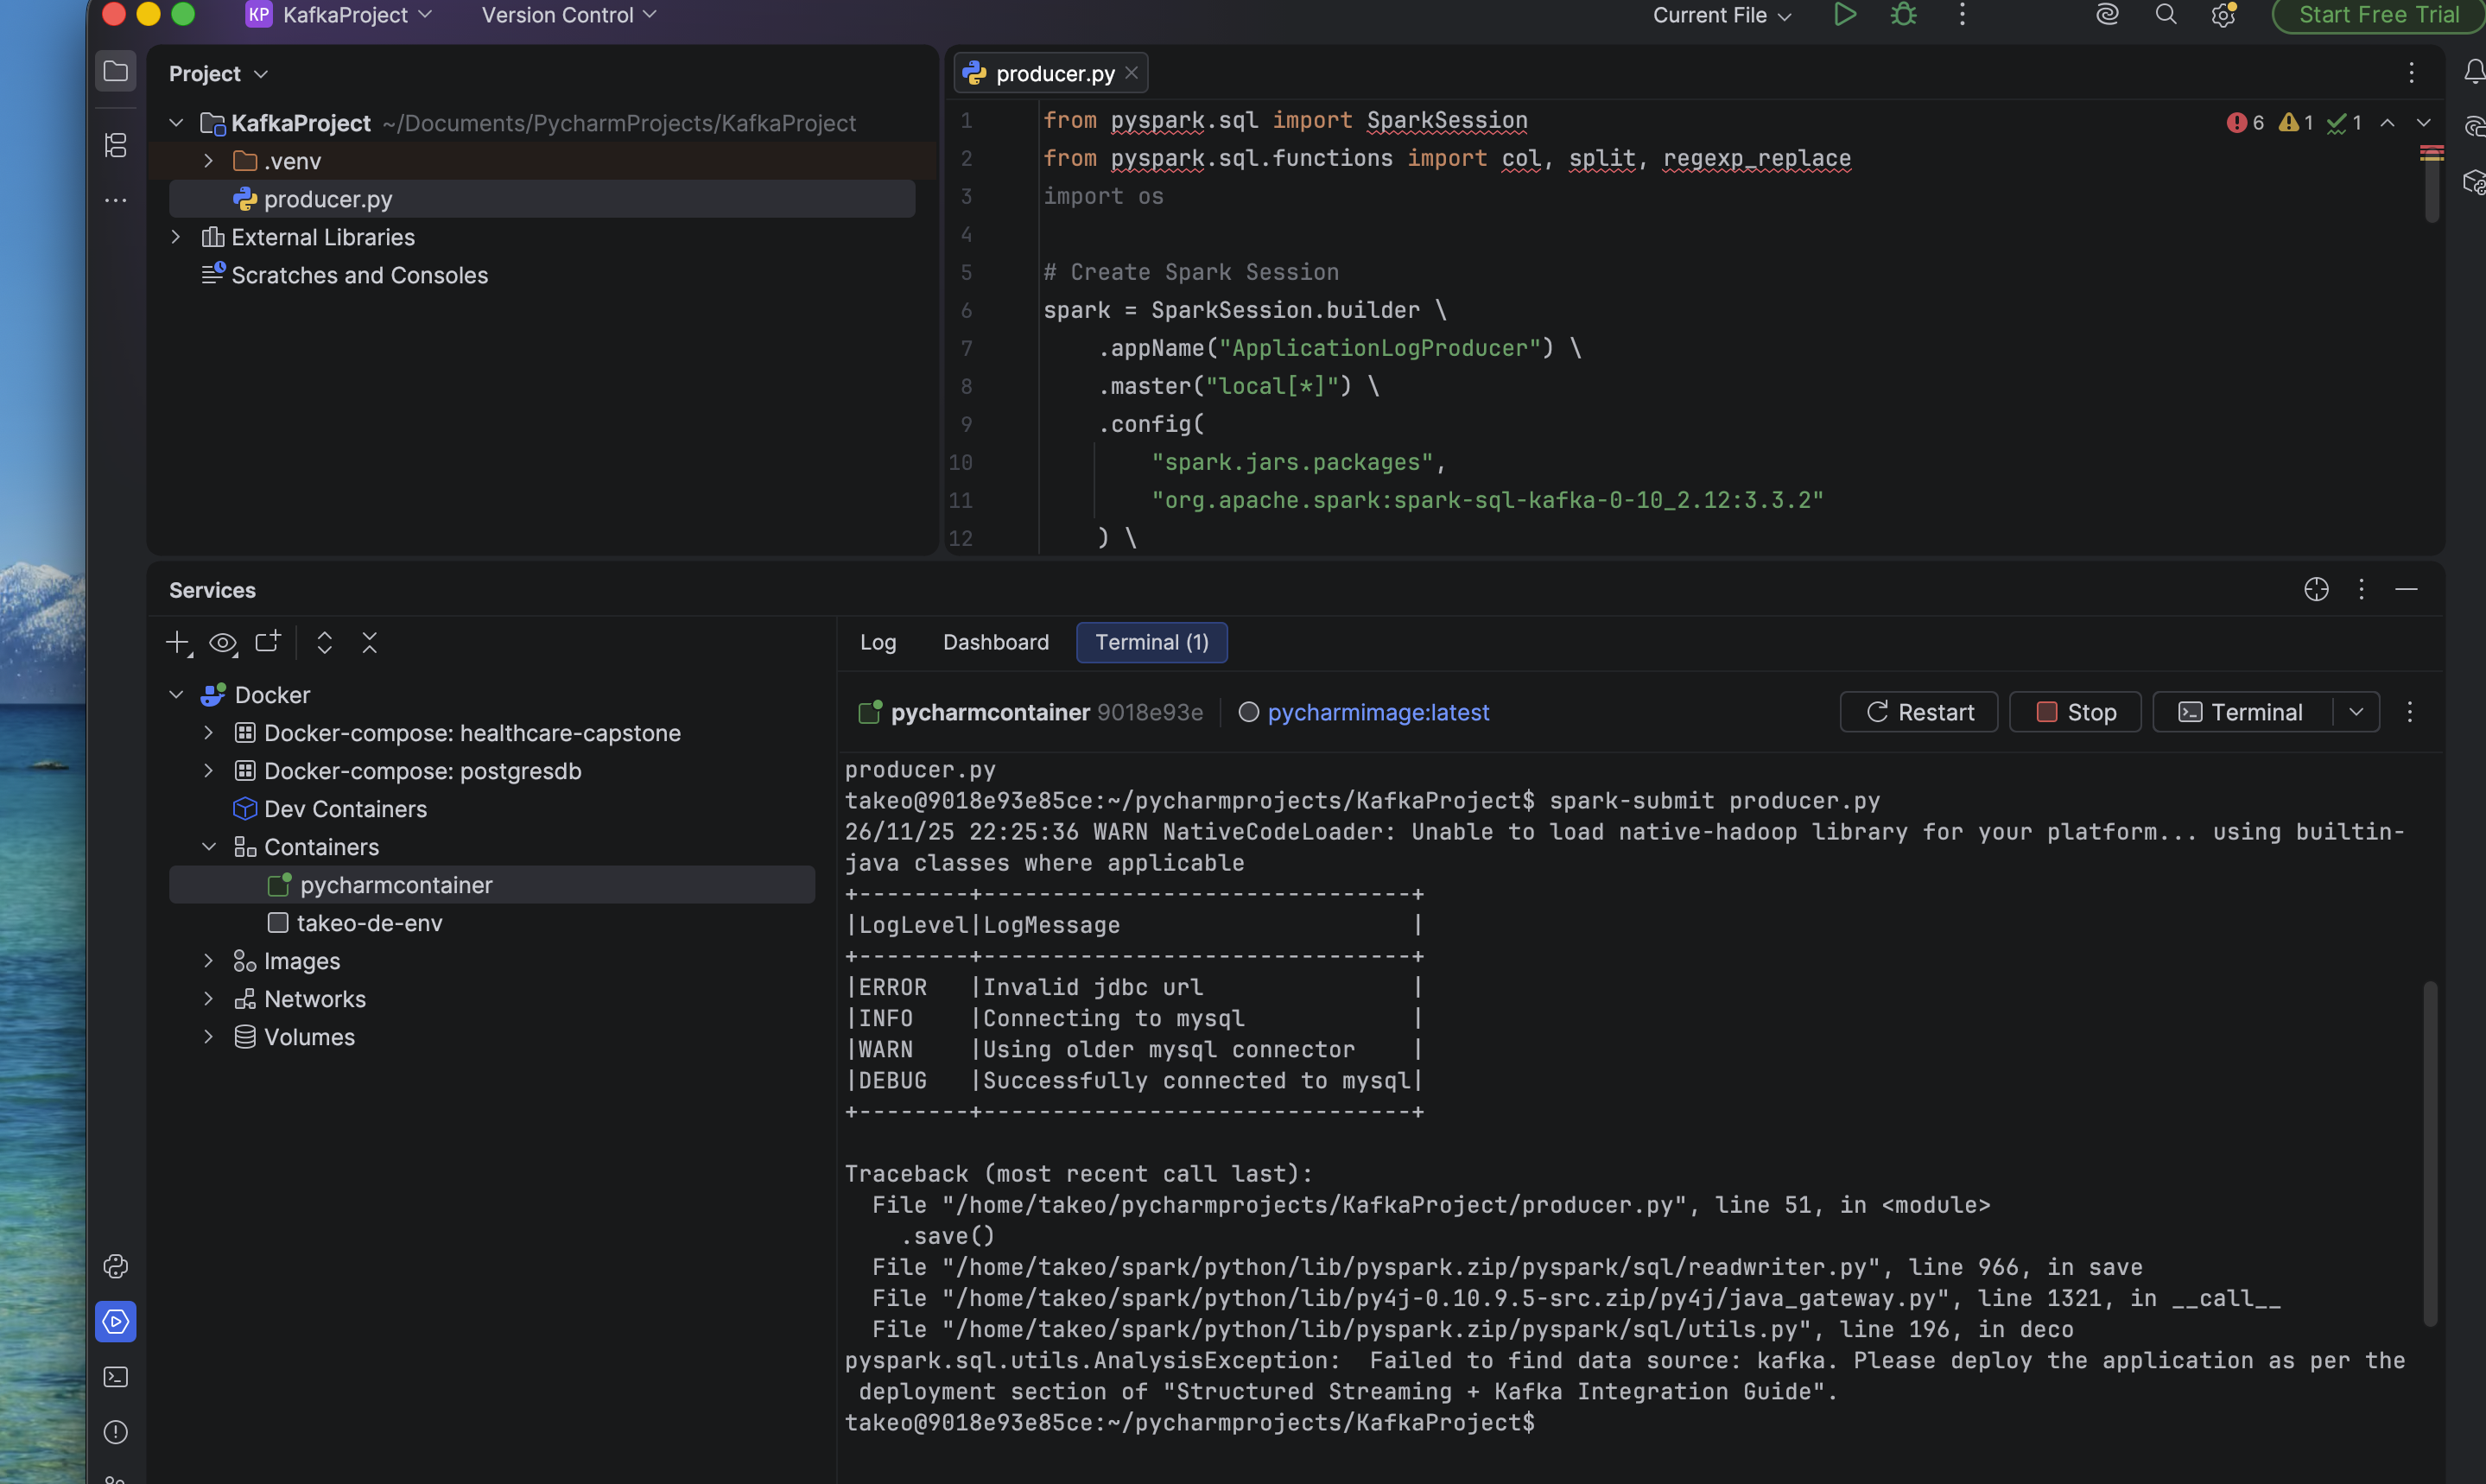 KP KafkaProject Version Control Current File Start Free Trial
Project
KafkaProject ~/Documents/PycharmProjects/KafkaProject
.venv
producer.py
External Libraries
Scratches and Consoles
producer.py
6 1 1
1 from pyspark.sql import SparkSession
2 from pyspark.sql.functions import col, split, regexp_replace
3 import os
4
5 # Create Spark Session
6 spark = SparkSession.builder \
7 .appName("ApplicationLogProducer") \
8 .master("local[*]") \
9 .config(
10 "spark.jars.packages",
11 "org.apache.spark:spark-sql-kafka-0-10_2.12:3.3.2"
12 ) \
Services
Docker
Docker-compose: healthcare-capstone
Docker-compose: postgresdb
Dev Containers
Containers
pycharmcontainer
takeo-de-env
Images
Networks
Volumes
Log Dashboard Terminal (1)
pycharmcontainer 9018e93e pycharmimage:latest Restart Stop Terminal
producer.py
takeo@9018e93e85ce:~/pycharmprojects/KafkaProject$ spark-submit producer.py
26/11/25 22:25:36 WARN NativeCodeLoader: Unable to load native-hadoop library for your platform... using builtin-
java classes where applicable
+--------+-------------------------------+
|LogLevel|LogMessage                     |
+--------+-------------------------------+
|ERROR   |Invalid jdbc url               |
|INFO    |Connecting to mysql            |
|WARN    |Using older mysql connector    |
|DEBUG   |Successfully connected to mysql|
+--------+-------------------------------+
Traceback (most recent call last):
  File "/home/takeo/pycharmprojects/KafkaProject/producer.py", line 51, in <module>
    .save()
  File "/home/takeo/spark/python/lib/pyspark.zip/pyspark/sql/readwriter.py", line 966, in save
  File "/home/takeo/spark/python/lib/py4j-0.10.9.5-src.zip/py4j/java_gateway.py", line 1321, in __call__
  File "/home/takeo/spark/python/lib/pyspark.zip/pyspark/sql/utils.py", line 196, in deco
pyspark.sql.utils.AnalysisException:  Failed to find data source: kafka. Please deploy the application as per the
 deployment section of "Structured Streaming + Kafka Integration Guide".
takeo@9018e93e85ce:~/pycharmprojects/KafkaProject$